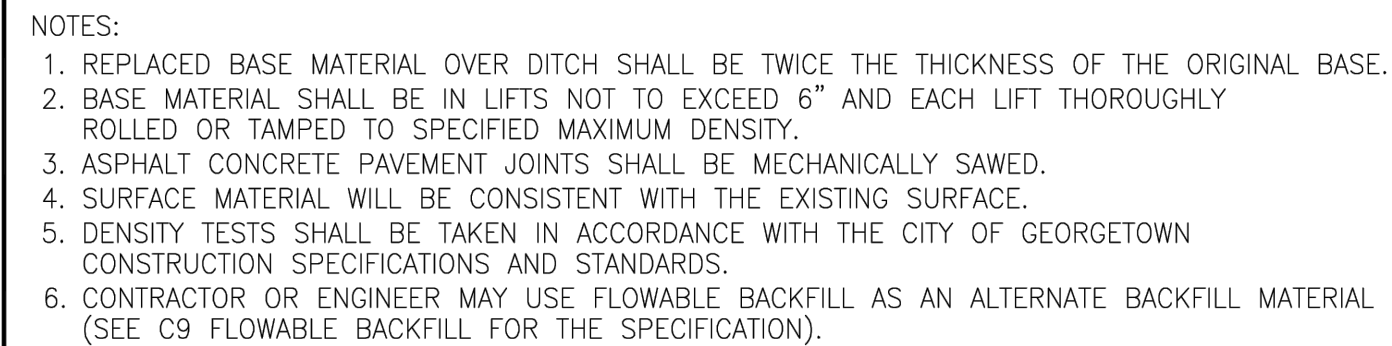 NOTES:
1. REPLACED BASE MATERIAL OVER DITCH SHALL BE TWICE THE THICKNESS OF THE ORIGINAL BASE.
2. BASE MATERIAL SHALL BE IN LIFTS NOT TO EXCEED 6” AND EACH LIFT THOROUGHLY
ROLLED OR TAMPED TO SPECIFIED MAXIMUM DENSITY.
3. ASPHALT CONCRETE PAVEMENT JOINTS SHALL BE MECHANICALLY SAWED.
4. SURFACE MATERIAL WILL BE CONSISTENT WITH THE EXISTING SURFACE.
5. DENSITY TESTS SHALL BE TAKEN IN ACCORDANCE WITH THE CITY OF GEORGETOWN
CONSTRUCTION SPECIFICATIONS AND STANDARDS.
6. CONTRACTOR OR ENGINEER MAY USE FLOWABLE BACKFILL AS AN ALTERNATE BACKFILL MATERIAL
(SEE C9 FLOWABLE BACKFILL FOR THE SPECIFICATION).